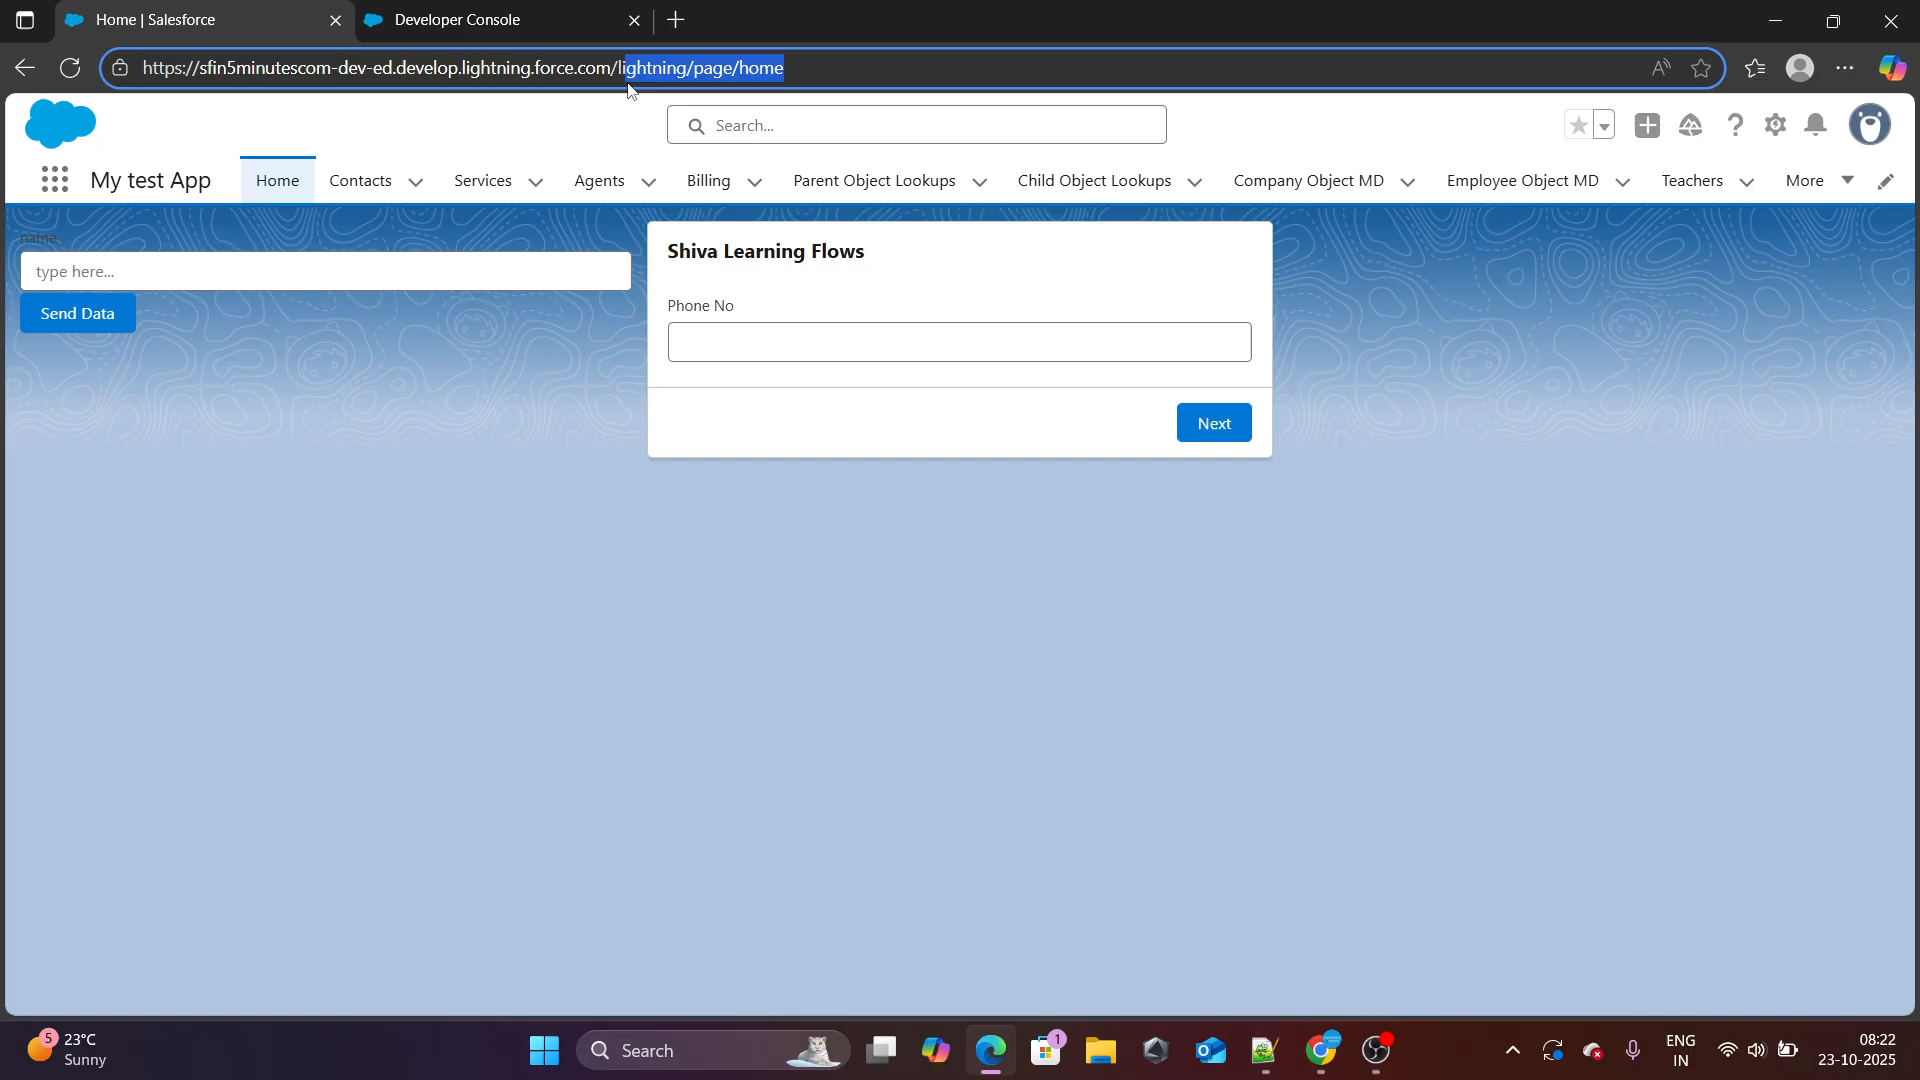 Home | Salesforce
Developer Console
https://sfin5minutescom-dev-ed.develop.lightning.force.com/lightning/page/home
Search...
My test App
Home
Contacts
Services
Agents
Billing
Parent Object Lookups
Child Object Lookups
Company Object MD
Employee Object MD
Teachers
More
name
type here...
Send Data
Shiva Learning Flows
Phone No
Next
5
23°C
Sunny
Search
1
ENG
IN
08:22
23-10-2025